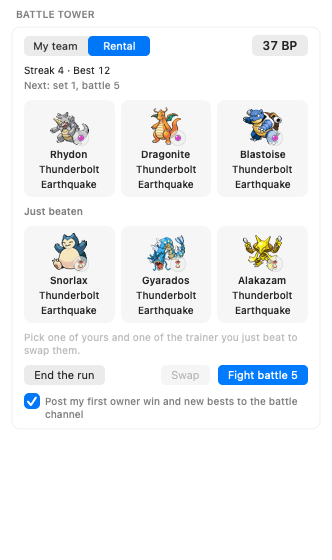 BATTLE TOWER
My team Rental 37 BP
Streak 4 · Best 12
Next: set 1, battle 5
Rhydon Dragonite Blastoise
Thunderbolt Thunderbolt Thunderbolt
Earthquake Earthquake Earthquake
Just beaten
Snorlax Gyarados Alakazam
Thunderbolt Thunderbolt Thunderbolt
Earthquake Earthquake Earthquake
Pick one of yours and one of the trainer you just beat to
swap them.
End the run Swap Fight battle 5
Post my first owner win and new bests to the battle
channel